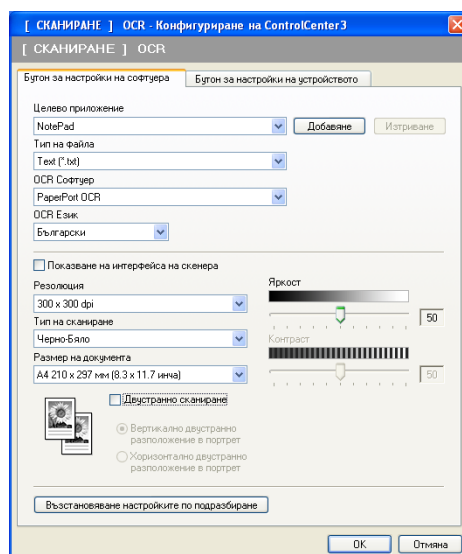 [ СКАНИРАНЕ ] OCR - Конфигуриране на ControlCenter3
[ СКАНИРАНЕ ] OCR
Бутон за настройки на софтуера Бутон за настройки на устройството
Целево приложение
NotePad Добавяне Изтриване
Тип на файла
Text (*.txt)
OCR Софтуер
PaperPort OCR
OCR Език
Български
Показване на интерфейса на скенера
Резолюция Яркост
300 x 300 dpi 50
Тип на сканиране
Черно-Бяло Контраст
Размер на документа
A4 210 x 297 мм (8.3 x 11.7 инча) 50
Двустранно сканиране
Вертикално двустранно
разположение в портрет
Хоризонтално двустранно
разположение в портрет
Възстановяване настройките по подразбиране
OK Отмяна